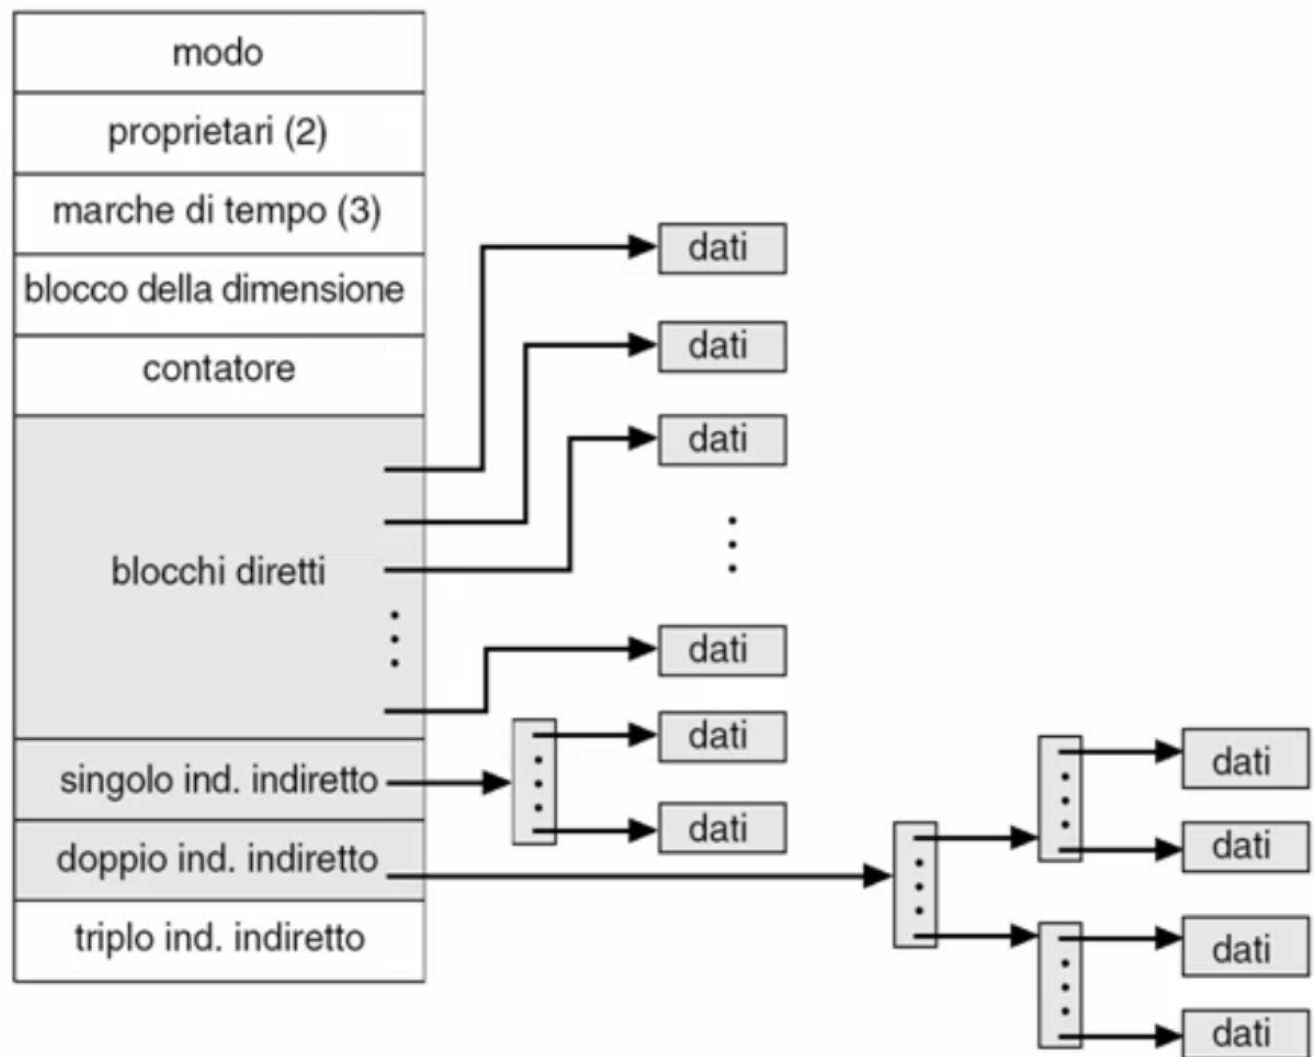 modo
proprietari (2)
marche di tempo (3)
blocco della dimensione
contatore
blocchi diretti
singolo ind. indiretto
doppio ind. indiretto
triplo ind. indiretto
dati
dati
dati
dati
dati
dati
dati
dati
dati
dati